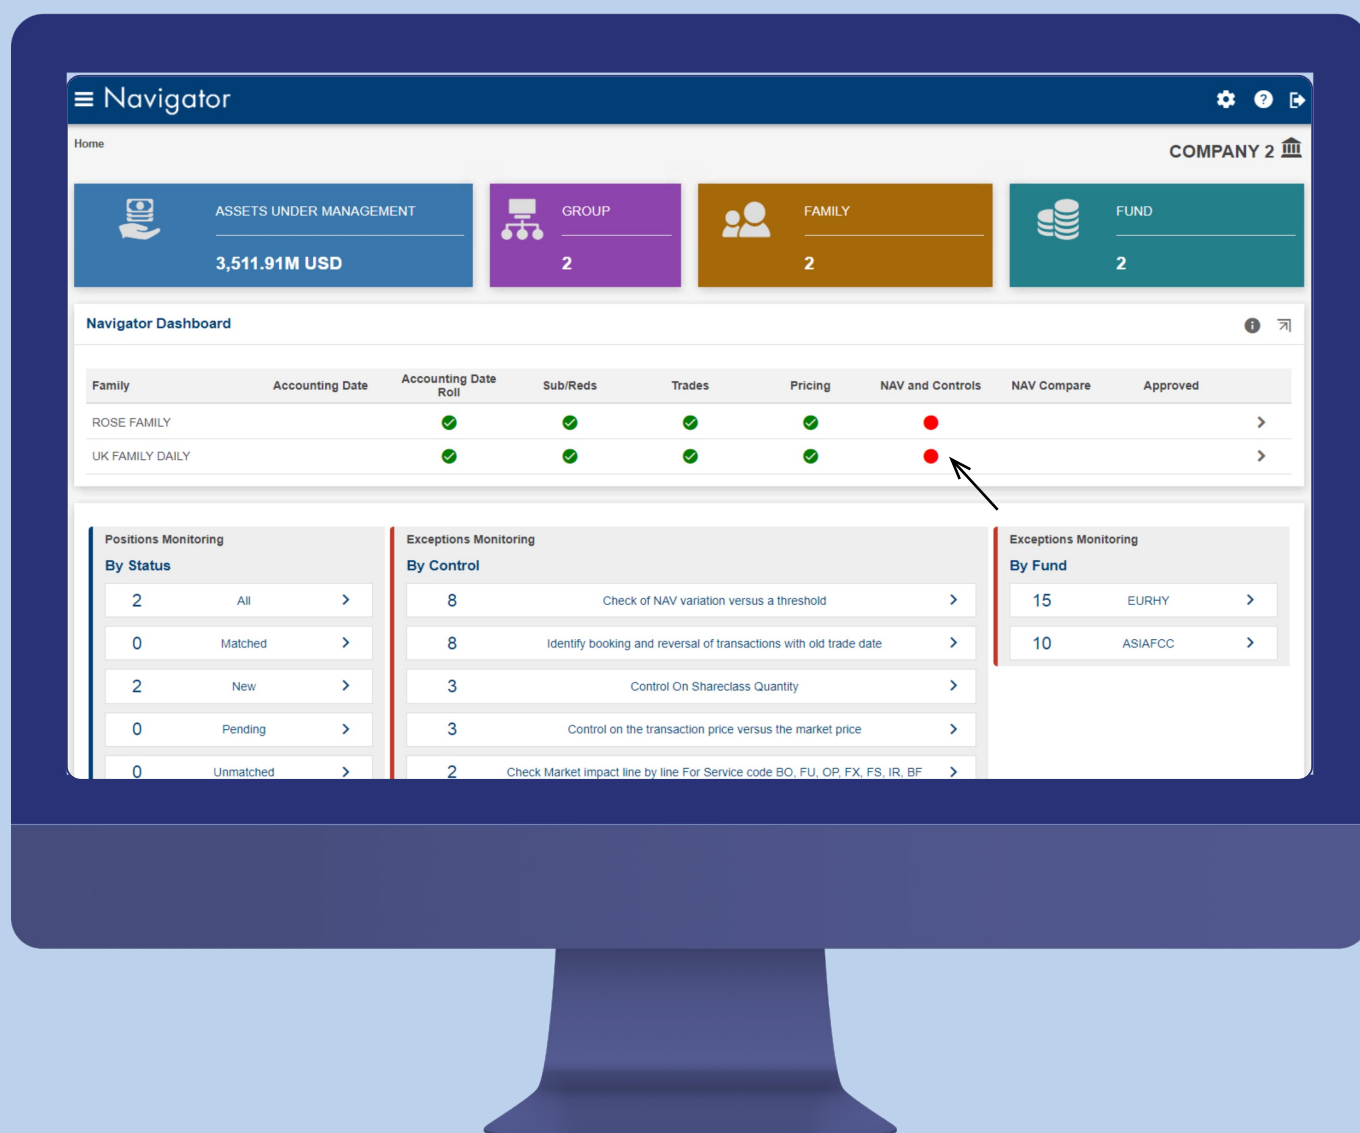 Navigator
Home
COMPANY 2
ASSETS UNDER MANAGEMENT
3,511.91M USD
GROUP
2
FAMILY
2
FUND
2
Navigator Dashboard
Family Accounting Date Accounting Date Roll Sub/Reds Trades Pricing NAV and Controls NAV Compare Approved
ROSE FAMILY
UK FAMILY DAILY
Positions Monitoring
By Status
2 All
0 Matched
2 New
0 Pending
0 Unmatched
Exceptions Monitoring
By Control
8 Check of NAV variation versus a threshold
8 Identify booking and reversal of transactions with old trade date
3 Control On Shareclass Quantity
3 Control on the transaction price versus the market price
2 Check Market impact line by line For Service code BO, FU, OP, FX, FS, IR, BF
Exceptions Monitoring
By Fund
15 EURHY
10 ASIAFCC